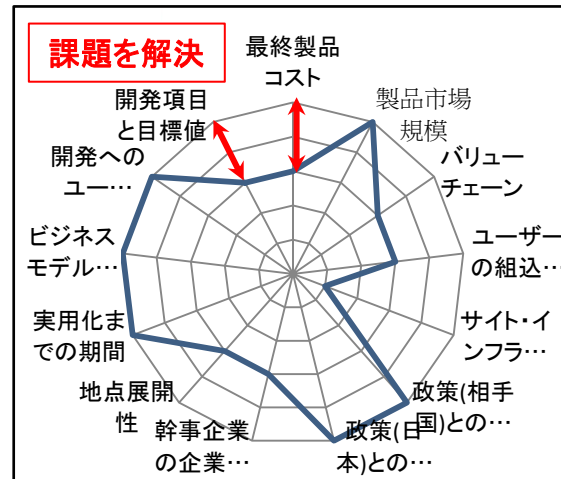 課題を解決
最終製品
コスト
製品市場
規模
バリュー
チェーン
ユーザー
の組込…
サイト・イ
ンフラ…
政策(相手
国)との…
政策(日
本)との…
幹事企業
の企業…
地点展開
性
実用化ま
での期間
ビジネス
モデル…
開発への
ユー…
開発項目
と目標値